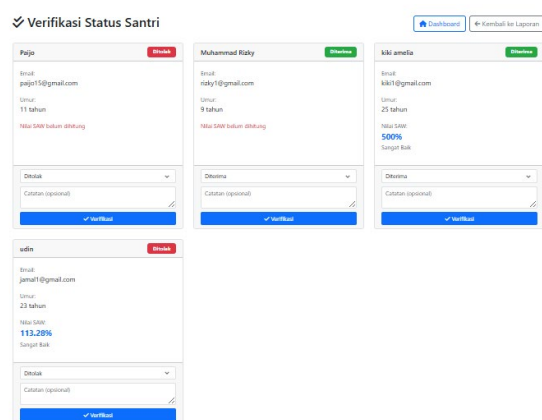 Verifikasi Status Santri
Dashboard
Kembali ke Laporan
Paijo
Ditolak
Email:
paijo15@gmail.com
Umur:
11 tahun
Nilai SAW belum dihitung
Ditolak
Catatan (opsional)
Verifikasi
Muhammad Rizky
Diterima
Email:
rizky1@gmail.com
Umur:
9 tahun
Nilai SAW belum dihitung
Diterima
Catatan (opsional)
Verifikasi
kiki amelia
Diterima
Email:
kiki1@gmail.com
Umur:
25 tahun
Nilai SAW:
500%
Sangat Baik
Diterima
Catatan (opsional)
Verifikasi
udin
Ditolak
Email:
jamal1@gmail.com
Umur:
23 tahun
Nilai SAW:
113.28%
Sangat Baik
Ditolak
Catatan (opsional)
Verifikasi